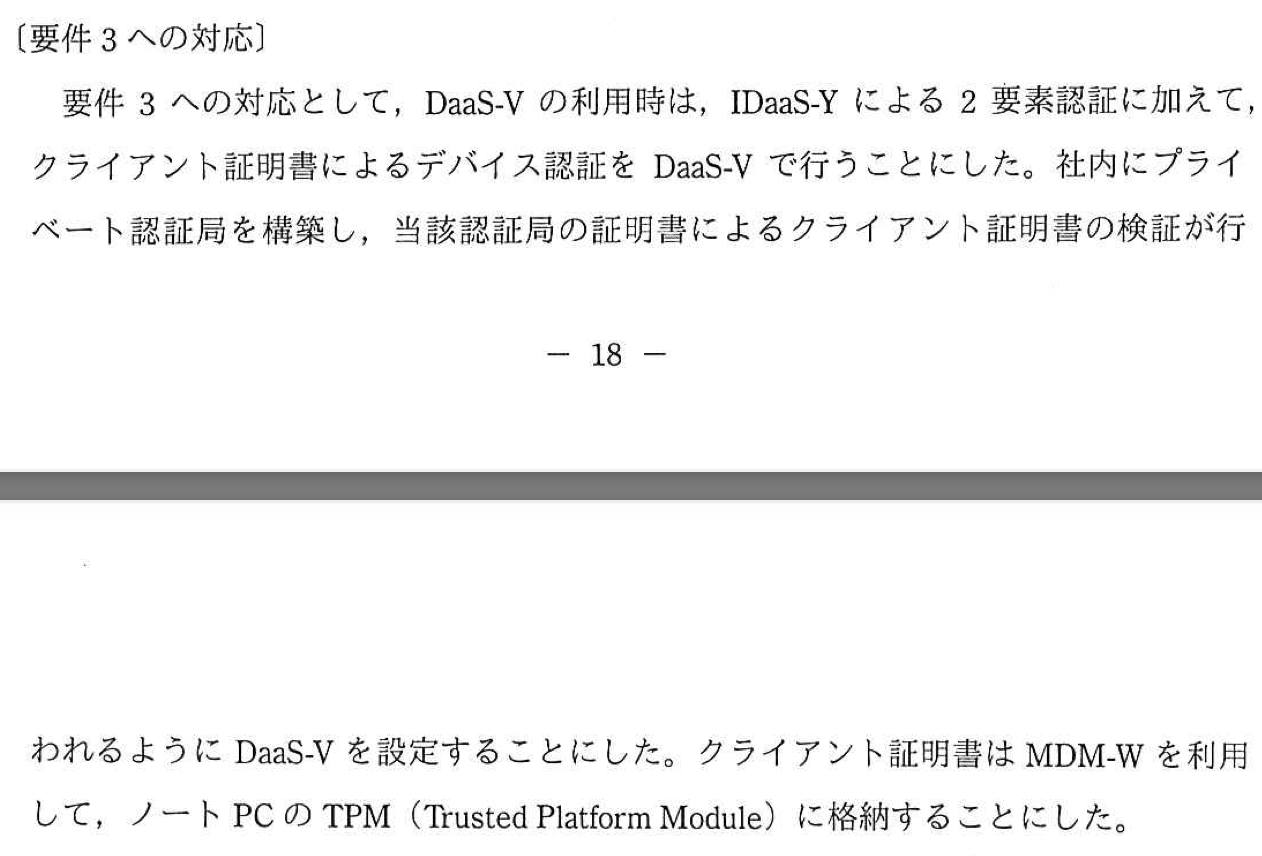 〔要件 3 への対応〕
要件 3 への対応として，DaaS-V の利用時は，IDaaS-Y による 2 要素認証に加えて，
クライアント証明書によるデバイス認証を DaaS-V で行うことにした。社内にプライ
ベート認証局を構築し，当該認証局の証明書によるクライアント証明書の検証が行
－ 18 －
われるように DaaS-V を設定することにした。クライアント証明書は MDM-W を利用
して，ノート PC の TPM（Trusted Platform Module）に格納することにした。